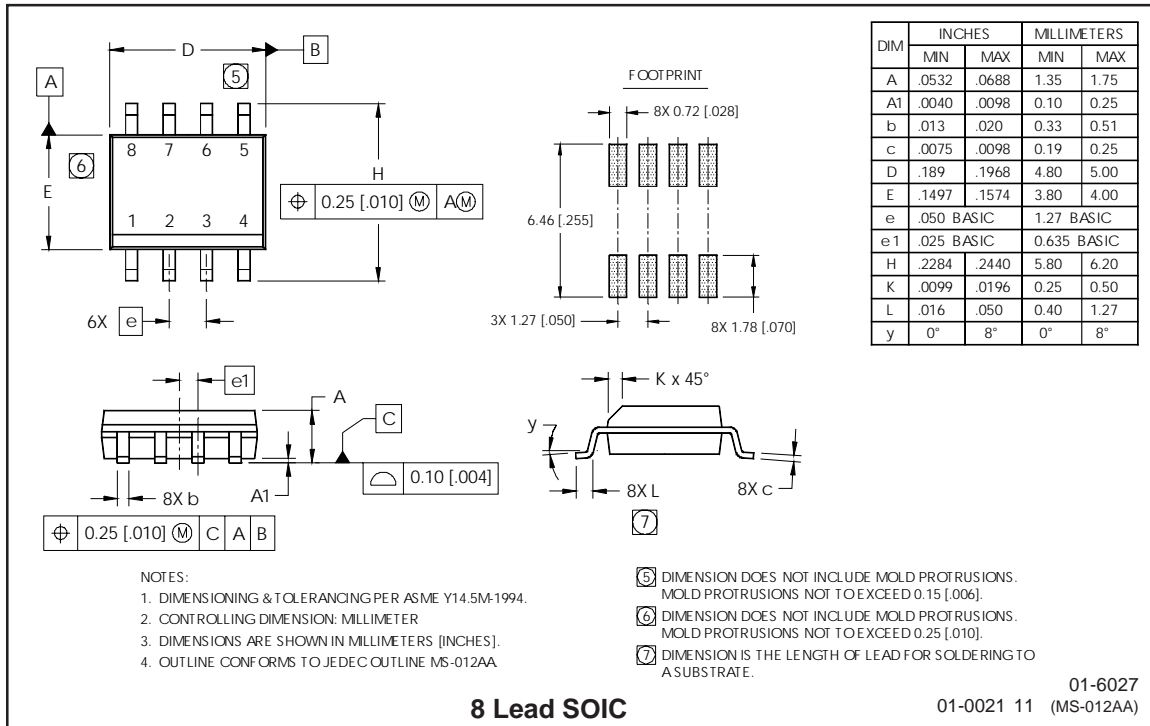 D
B
5
A
8 7 6 5
6
E
H
1 2 3 4
0.25 [.010] Ⓜ AⓂ
6X e
FOOTPRINT
8X 0.72 [.028]
6.46 [.255]
3X 1.27 [.050]
8X 1.78 [.070]
DIM INCHES MILLIMETERS
MIN MAX MIN MAX
A .0532 .0688 1.35 1.75
A1 .0040 .0098 0.10 0.25
b .013 .020 0.33 0.51
c .0075 .0098 0.19 0.25
D .189 .1968 4.80 5.00
E .1497 .1574 3.80 4.00
e .050 BASIC 1.27 BASIC
e1 .025 BASIC 0.635 BASIC
H .2284 .2440 5.80 6.20
K .0099 .0196 0.25 0.50
L .016 .050 0.40 1.27
y 0° 8° 0° 8°
e1
A
C
0.10 [.004]
8X b
A1
0.25 [.010] Ⓜ C A B
K x 45°
y
8X L
7
8X c
NOTES:
1. DIMENSIONING & TOLERANCING PER ASME Y14.5M-1994.
2. CONTROLLING DIMENSION: MILLIMETER
3. DIMENSIONS ARE SHOWN IN MILLIMETERS [INCHES].
4. OUTLINE CONFORMS TO JEDEC OUTLINE MS-012AA.
5 DIMENSION DOES NOT INCLUDE MOLD PROTRUSIONS.
MOLD PROTRUSIONS NOT TO EXCEED 0.15 [.006].
6 DIMENSION DOES NOT INCLUDE MOLD PROTRUSIONS.
MOLD PROTRUSIONS NOT TO EXCEED 0.25 [.010].
7 DIMENSION IS THE LENGTH OF LEAD FOR SOLDERING TO
A SUBSTRATE.
8 Lead SOIC
01-6027
01-0021 11 (MS-012AA)